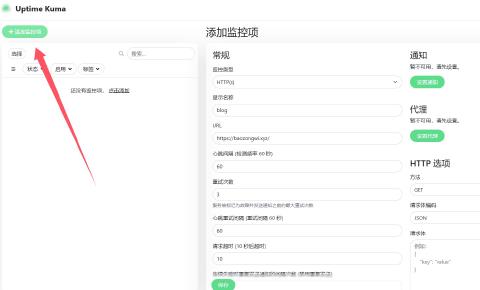 Uptime Kuma
+ 添加监控项
选择
搜索...
状态
启用
标签
还没有监控项，点击添加
添加监控项
常规
监控类型
HTTP(s)
显示名称
blog
URL
https://baozongwi.xyz/
心跳间隔 (检测频率 60 秒)
60
重试次数
3
服务被标记为故障并发送通知之前的最大重试次数
心跳重试间隔 (重试间隔 60 秒)
60
请求超时 (10 秒后超时)
10
保存
通知
暂不可用，请先设置。
设置通知
代理
暂不可用，请先设置。
设置代理
HTTP 选项
方法
GET
请求体编码
JSON
请求体
例如:
{
"key": "value"
}